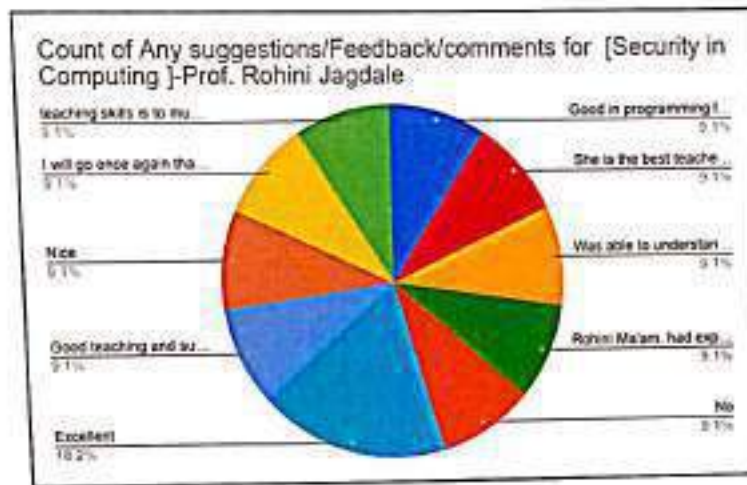 Count of Any suggestions/Feedback/comments for [Security in
Computing ]-Prof. Rohini Jagdale
teaching skills is to mu...
9.1%
I will go once again tha...
9.1%
Nice
9.1%
Good teaching and su...
9.1%
Excellent
18.2%
Good in programming t...
9.1%
She is the best teache...
9.1%
Was able to understan...
9.1%
Rohini Ma'am, had exp...
9.1%
No
9.1%